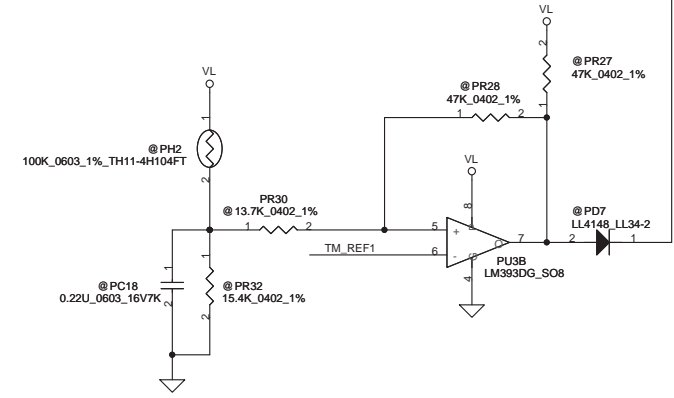 VL
2
@PR27
47K_0402_1%
1
VL
@PR28
47K_0402_1%
1
2
1
@PH2
100K_0603_1%_TH11-4H104FT
2
VL
8
PR30
@13.7K_0402_1%
1
2
5
+
P
O
7
@PD7
LL4148_LL34-2
2
1
TM_REF1
6
-
G
4
PU3B
LM393DG_SO8
1
@PC18
0.22U_0603_16V7K
2
1
@PR32
15.4K_0402_1%
2